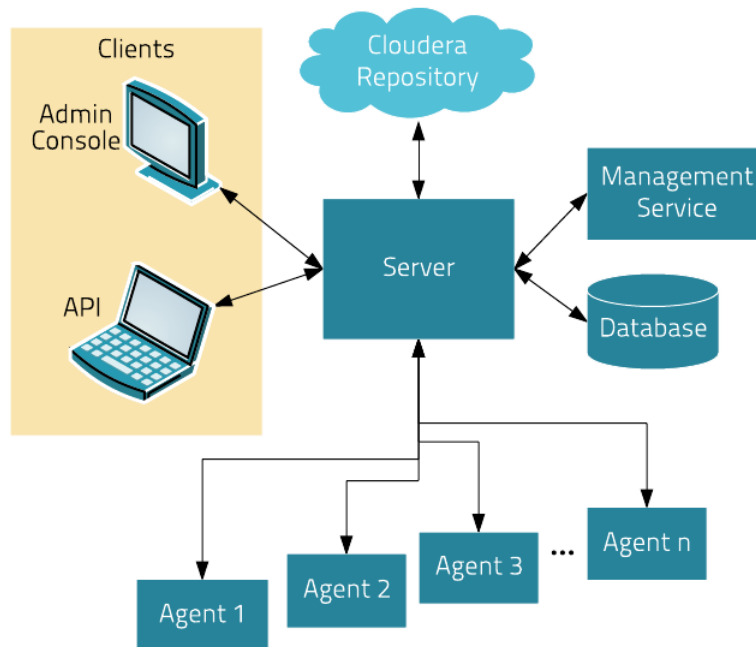 Clients
Admin
Console
API
Cloudera
Repository
Server
Management
Service
Database
Agent 1
Agent 2
Agent 3
...
Agent n